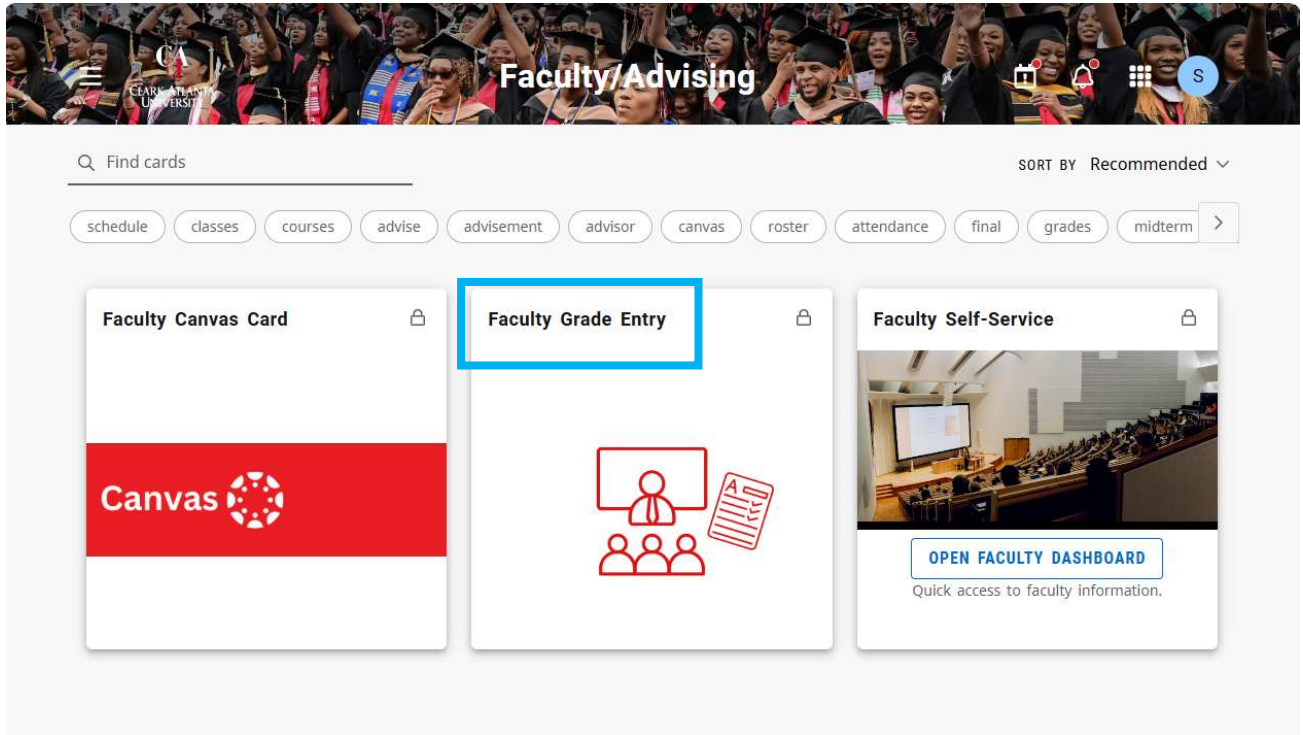 CA
CLARK ATLANTA
UNIVERSITY
Faculty/Advising
S
Find cards
SORT BY Recommended
schedule classes courses advise advisement advisor canvas roster attendance final grades midterm
Faculty Canvas Card
Canvas
Faculty Grade Entry
A
Faculty Self-Service
OPEN FACULTY DASHBOARD
Quick access to faculty information.